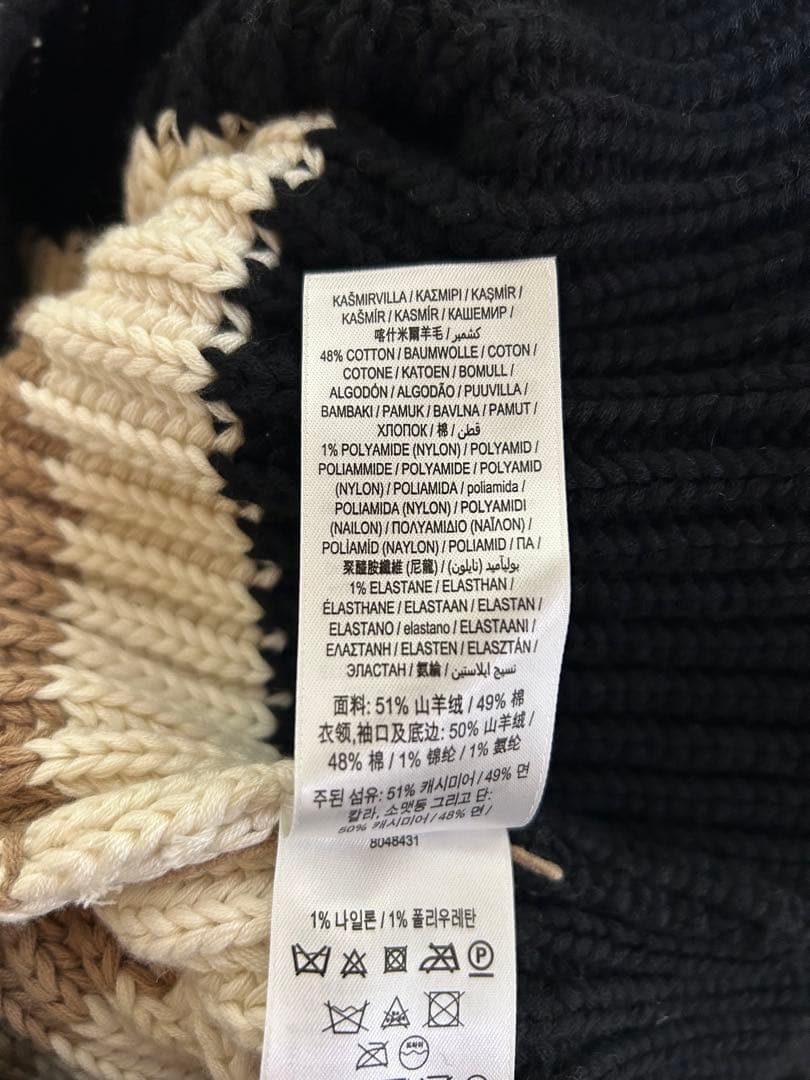 KAŠMIRVILLA / ΚΑΣΜΙΡΙ / KAŞMİR /
KAŠMÍR / KASMÍR / КАШЕМИР /
喀什米爾羊毛 / كشمير /
48% COTTON / BAUMWOLLE / COTON /
COTONE / KATOEN / BOMULL /
ALGODÓN / ALGODÃO / PUUVILLA /
BAMBAKI / PAMUK / BAVLNA / PAMUT /
ХЛОПОК / 棉 / قطن /
1% POLYAMIDE (NYLON) / POLYAMID /
POLIAMMIDE / POLYAMIDE / POLYAMID
(NYLON) / POLIAMIDA / poliamida /
POLIAMIDA (NYLON) / POLYAMIDI
(NAILON) / ΠΟΛΥΑΜΙΔΙΟ (ΝΑΪΛΟΝ) /
POLİAMİD (NAYLON) / POLIAMID / ПА /
聚醯胺纖維 (尼龍) / بوليآميد (نايلون) /
1% ELASTANE / ELASTHAN /
ÉLASTHANE / ELASTAAN / ELASTAN /
ELASTANO / elastano / ELASTAANI /
ΕΛΑΣΤΑΝΗ / ELASTEN / ELASZTÁN /
ЭЛАСТАН / 氨綸 / نسيج ايلاستين /
面料: 51% 山羊绒 / 49% 棉
衣领,袖口及底边: 50% 山羊绒 /
48% 棉 / 1% 锦纶 / 1% 氨纶
주된 섬유: 51% 캐시미어 / 49% 면
칼라, 소맷동 그리고 단:
50% 캐시미어 / 48% 면 /
8048431
1% 나일론 / 1% 폴리우레탄
P
드라이